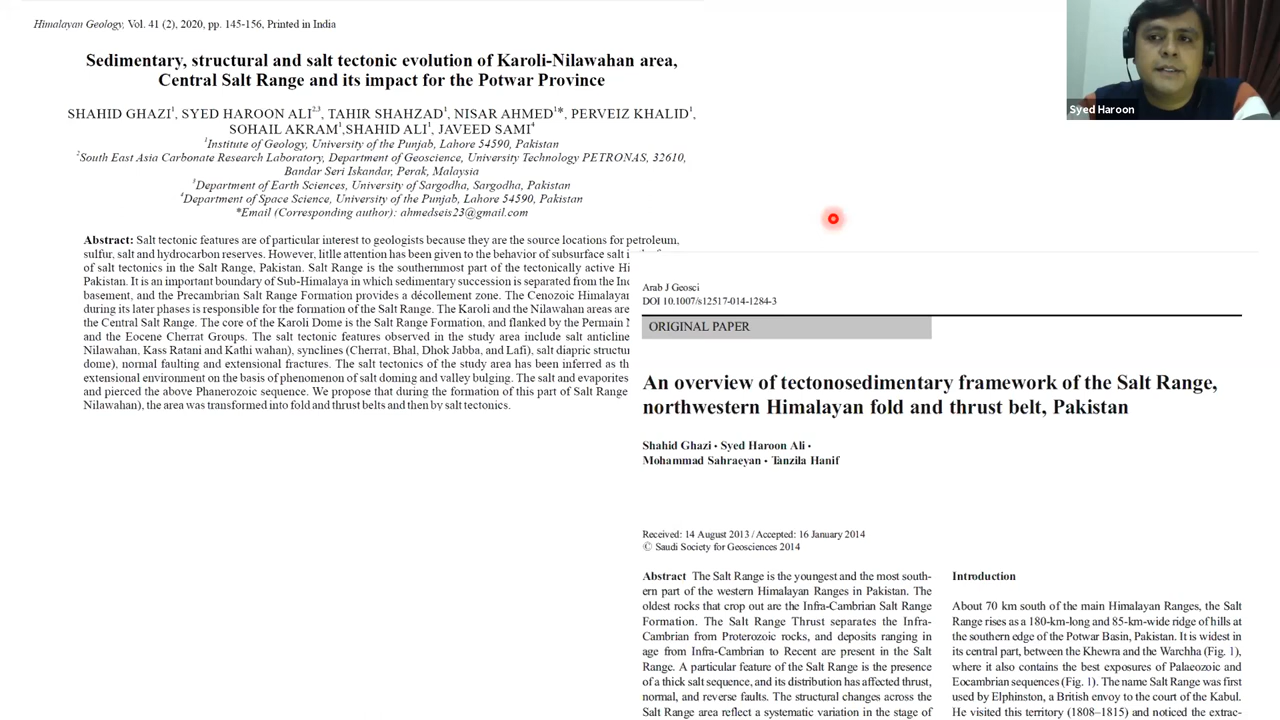 Himalayan Geology, Vol. 41 (2), 2020, pp. 145-156, Printed in India
Sedimentary, structural and salt tectonic evolution of Karoli-Nilawahan area,
Central Salt Range and its impact for the Potwar Province
SHAHID GHAZI1, SYED HAROON ALI2,3, TAHIR SHAHZAD1, NISAR AHMED1*, PERVEIZ KHALID1,
SOHAIL AKRAM1,SHAHID ALI1, JAVEED SAMI4
1Institute of Geology, University of the Punjab, Lahore 54590, Pakistan
2South East Asia Carbonate Research Laboratory, Department of Geoscience, University Technology PETRONAS, 32610,
Bandar Seri Iskandar, Perak, Malaysia
3Department of Earth Sciences, University of Sargodha, Sargodha, Pakistan
4Department of Space Science, University of the Punjab, Lahore 54590, Pakistan
*Email (Corresponding author): ahmedseis23@gmail.com
Abstract: Salt tectonic features are of particular interest to geologists because they are the source locations for petroleum,
sulfur, salt and hydrocarbon reserves. However, litlle attention has been given to the behavior of subsurface salt
of salt tectonics in the Salt Range, Pakistan. Salt Range is the southernmost part of the tectonically active Hi
Pakistan. It is an important boundary of Sub-Himalaya in which sedimentary succession is separated from the Ind
basement, and the Precambrian Salt Range Formation provides a décollement zone. The Cenozoic Himalayan
during its later phases is responsible for the formation of the Salt Range. The Karoli and the Nilawahan areas are
the Central Salt Range. The core of the Karoli Dome is the Salt Range Formation, and flanked by the Permain
and the Eocene Cherrat Groups. The salt tectonic features observed in the study area include salt anticline
Nilawahan, Kass Ratani and Kathi wahan), synclines (Cherrat, Bhal, Dhok Jabba, and Lafi), salt diapric structu
dome), normal faulting and extensional fractures. The salt tectonics of the study area has been inferred as th
extensional environment on the basis of phenomenon of salt doming and valley bulging. The salt and evaporites
and pierced the above Phanerozoic sequence. We propose that during the formation of this part of Salt Range
Nilawahan), the area was transformed into fold and thrust belts and then by salt tectonics.
Syed Haroon
Arab J Geosci
DOI 10.1007/s12517-014-1284-3
ORIGINAL PAPER
An overview of tectonosedimentary framework of the Salt Range,
northwestern Himalayan fold and thrust belt, Pakistan
Shahid Ghazi • Syed Haroon Ali •
Mohammad Sahraeyan • Tanzila Hanif
Received: 14 August 2013 / Accepted: 16 January 2014
© Saudi Society for Geosciences 2014
Abstract The Salt Range is the youngest and the most south-
ern part of the western Himalayan Ranges in Pakistan. The
oldest rocks that crop out are the Infra-Cambrian Salt Range
Formation. The Salt Range Thrust separates the Infra-
Cambrian from Proterozoic rocks, and deposits ranging in
age from Infra-Cambrian to Recent are present in the Salt
Range. A particular feature of the Salt Range is the presence
of a thick salt sequence, and its distribution has affected thrust,
normal, and reverse faults. The structural changes across the
Salt Range area reflect a systematic variation in the stage of
Introduction
About 70 km south of the main Himalayan Ranges, the Salt
Range rises as a 180-km-long and 85-km-wide ridge of hills at
the southern edge of the Potwar Basin, Pakistan. It is widest in
its central part, between the Khewra and the Warchha (Fig. 1),
where it also contains the best exposures of Palaeozoic and
Eocambrian sequences (Fig. 1). The name Salt Range was first
used by Elphinston, a British envoy to the court of the Kabul.
He visited this territory (1808–1815) and noticed the extrac-